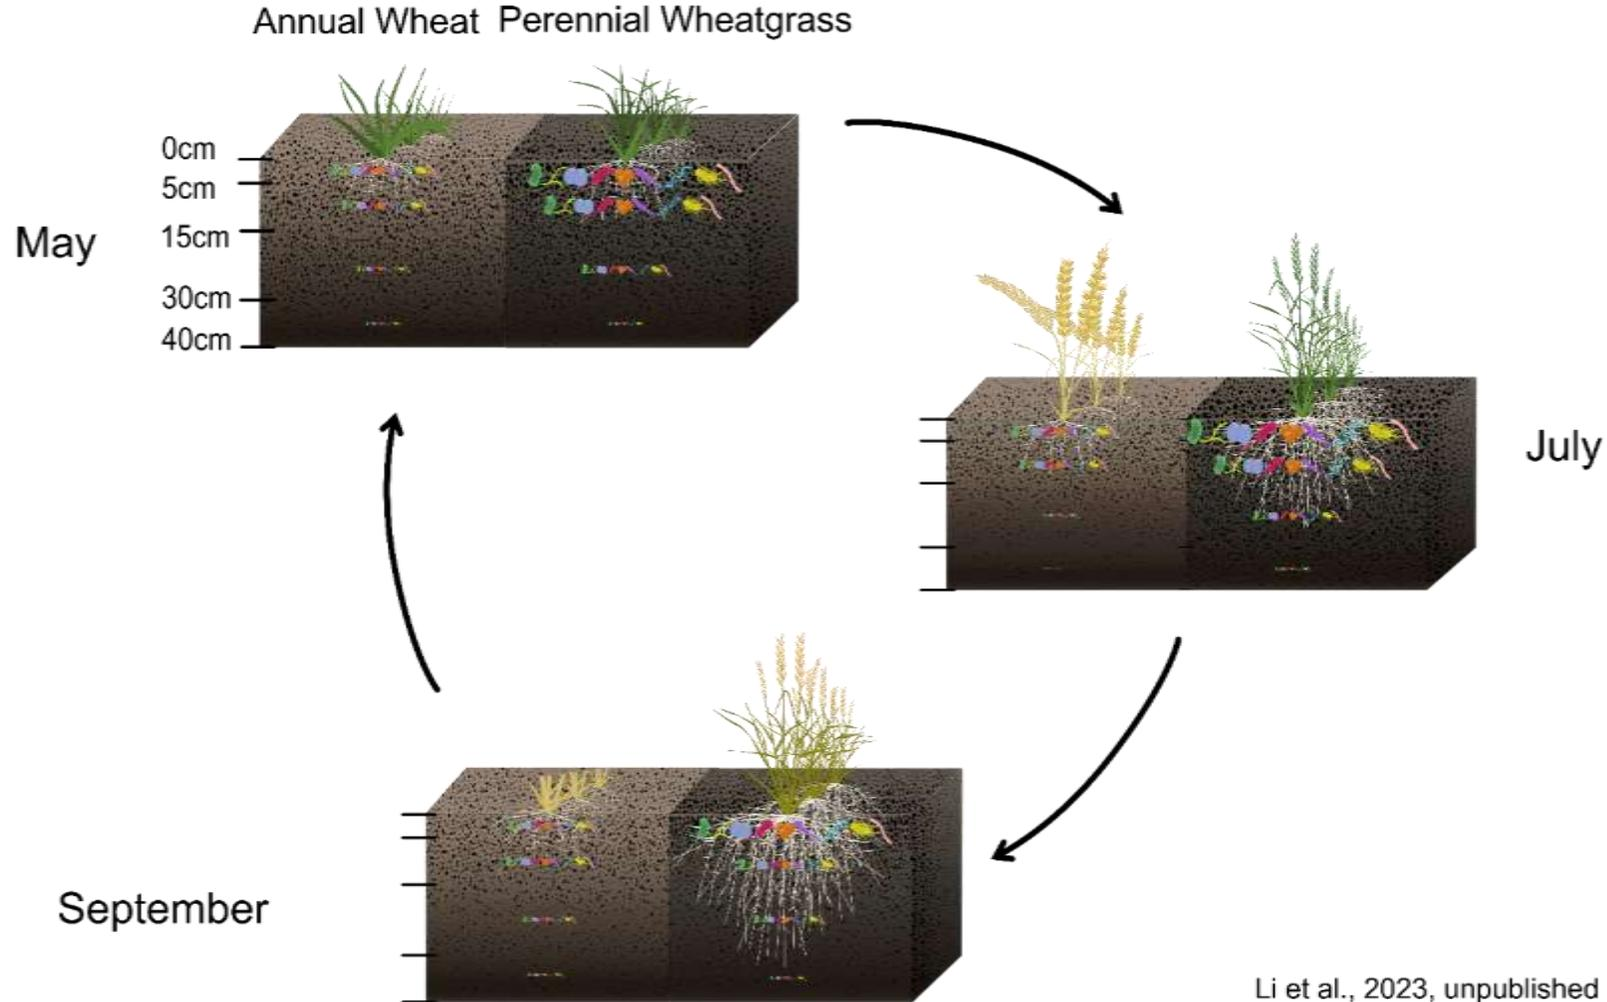 Annual Wheat Perennial Wheatgrass
0cm
5cm
15cm
30cm
40cm
May
July
September
Li et al., 2023, unpublished